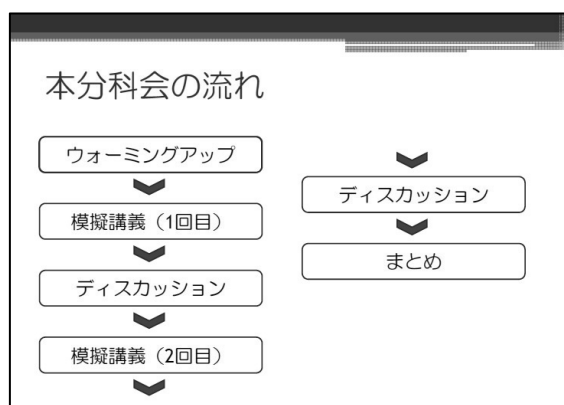 本分科会の流れ
ウォーミングアップ
模擬講義（1回目）
ディスカッション
模擬講義（2回目）
ディスカッション
まとめ